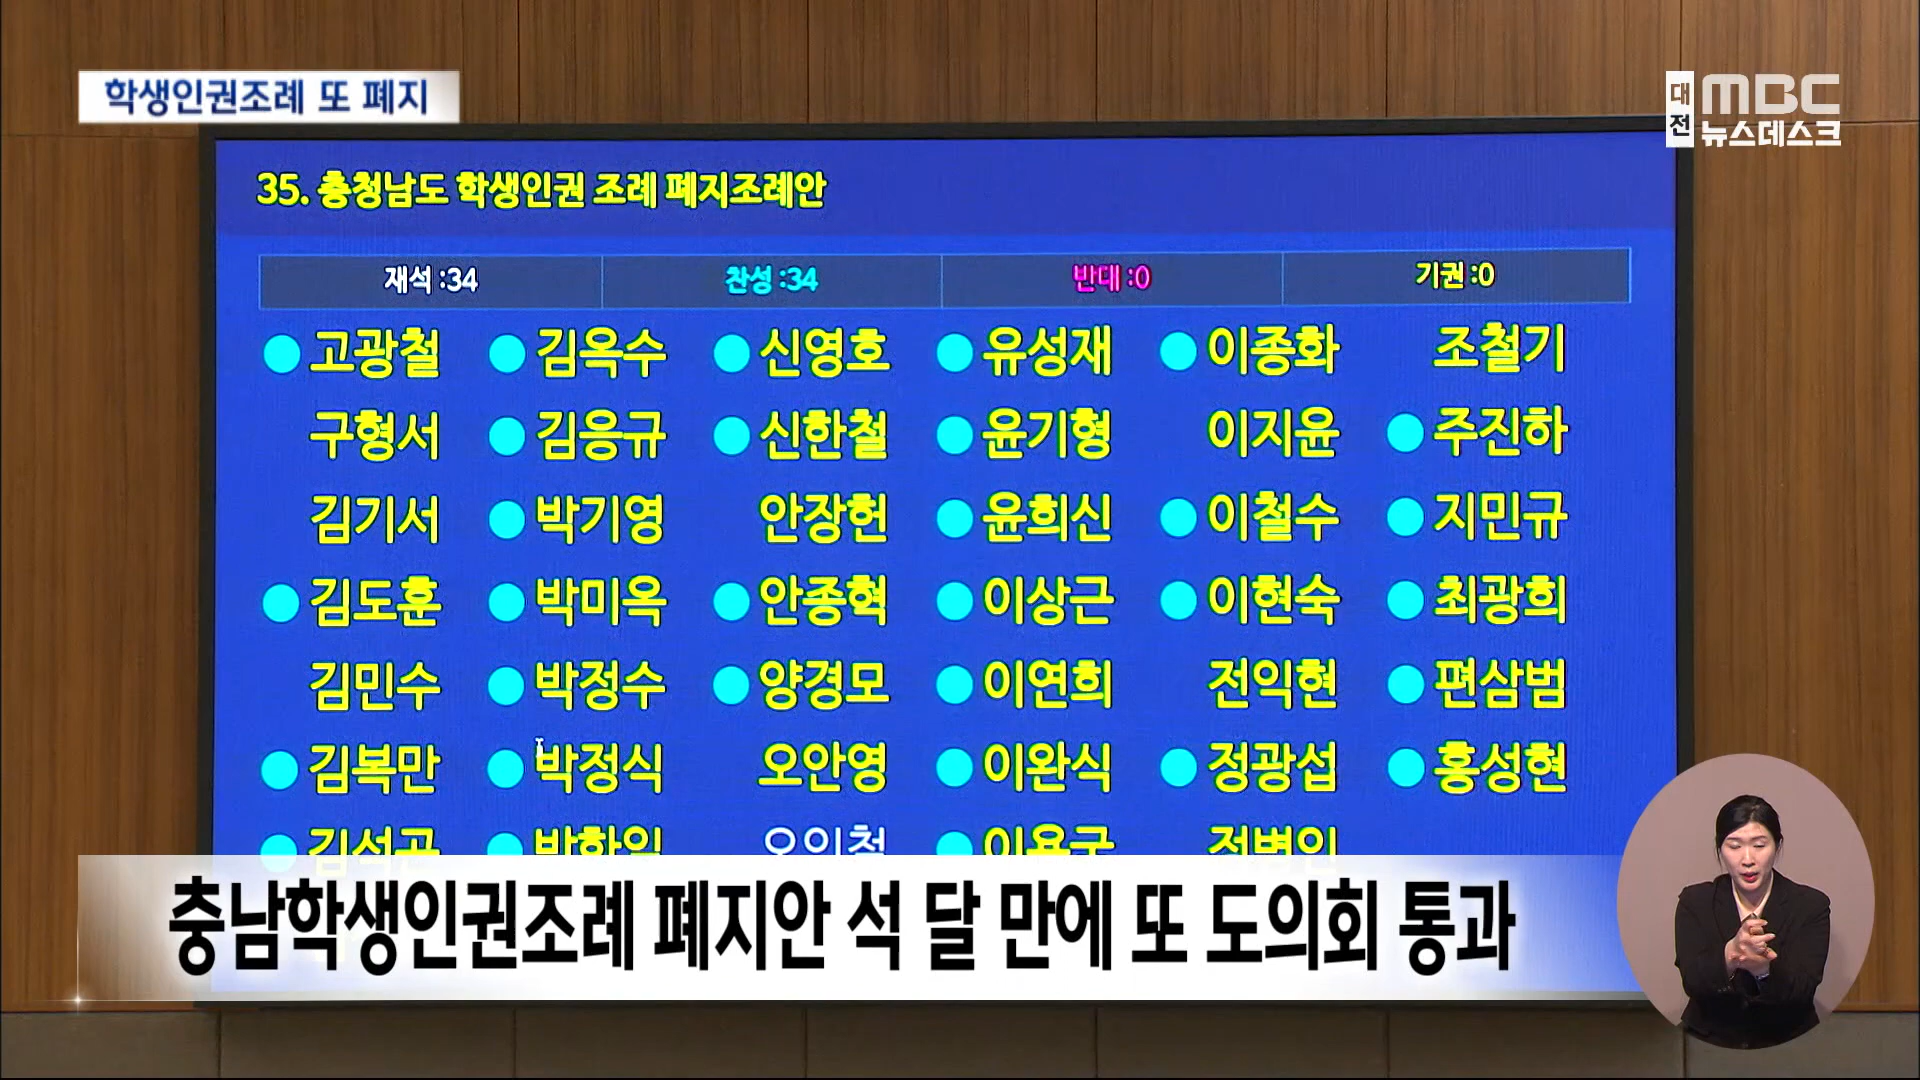 학생인권조례 또 폐지
대전 MBC
뉴스데스크
35. 충청남도 학생인권 조례 폐지조례안
재석 :34 찬성 :34 반대 :0 기권 :0
고광철 김옥수 신영호 유성재 이종화 조철기
구형서 김응규 신한철 윤기형 이지윤 주진하
김기서 박기영 안장헌 윤희신 이철수 지민규
김도훈 박미옥 안종혁 이상근 이현숙 최광희
김민수 박정수 양경모 이연희 전익현 편삼범
김복만 박정식 오안영 이완식 정광섭 홍성현
충남학생인권조례 폐지안 석 달 만에 또 도의회 통과